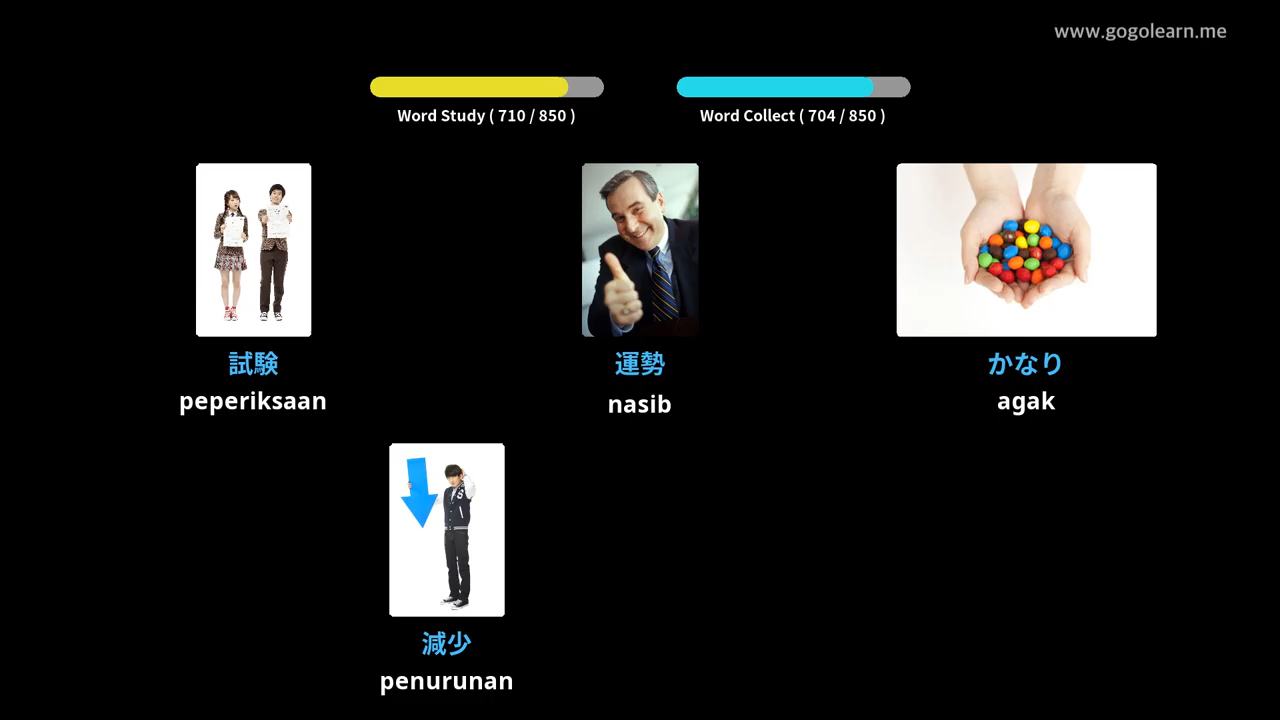 www.gogolearn.me
Word Study ( 710 / 850 )
Word Collect ( 704 / 850 )
試験
peperiksaan
運勢
nasib
かなり
agak
減少
penurunan